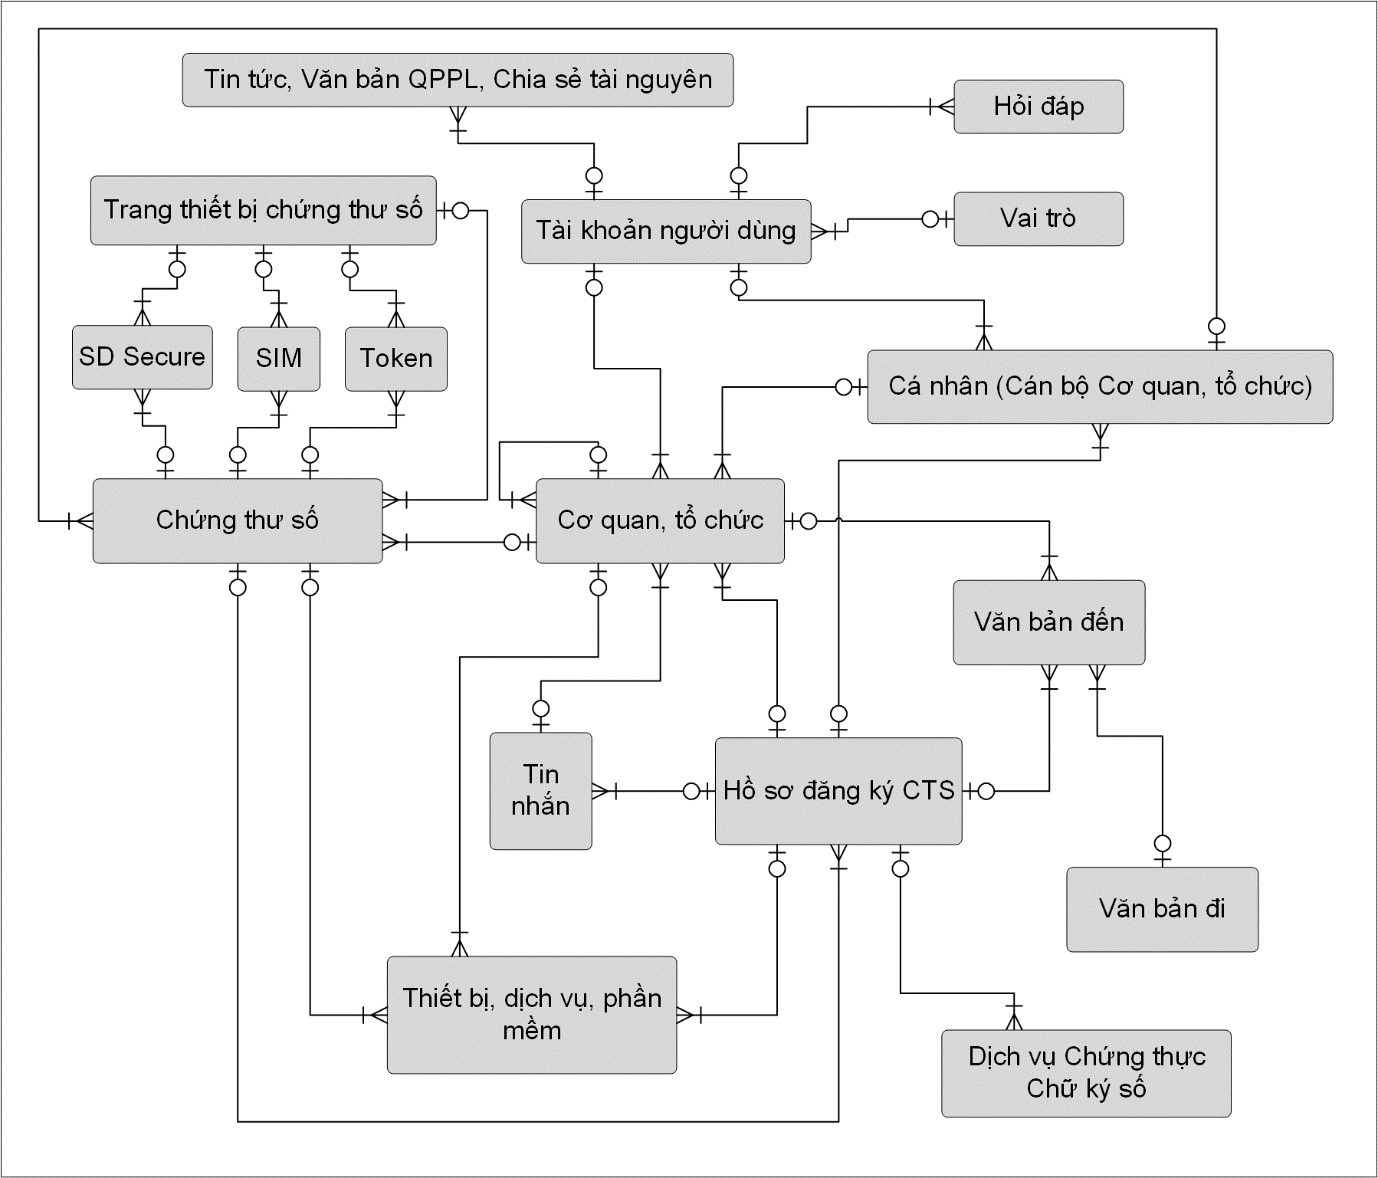 Tin tức, Văn bản QPPL, Chia sẻ tài nguyên
Hỏi đáp
Trang thiết bị chứng thư số
Tài khoản người dùng
Vai trò
SD Secure
SIM
Token
Cá nhân (Cán bộ Cơ quan, tổ chức)
Chứng thư số
Cơ quan, tổ chức
Văn bản đến
Tin
nhắn
Hồ sơ đăng ký CTS
Văn bản đi
Thiết bị, dịch vụ, phần
mềm
Dịch vụ Chứng thực
Chữ ký số